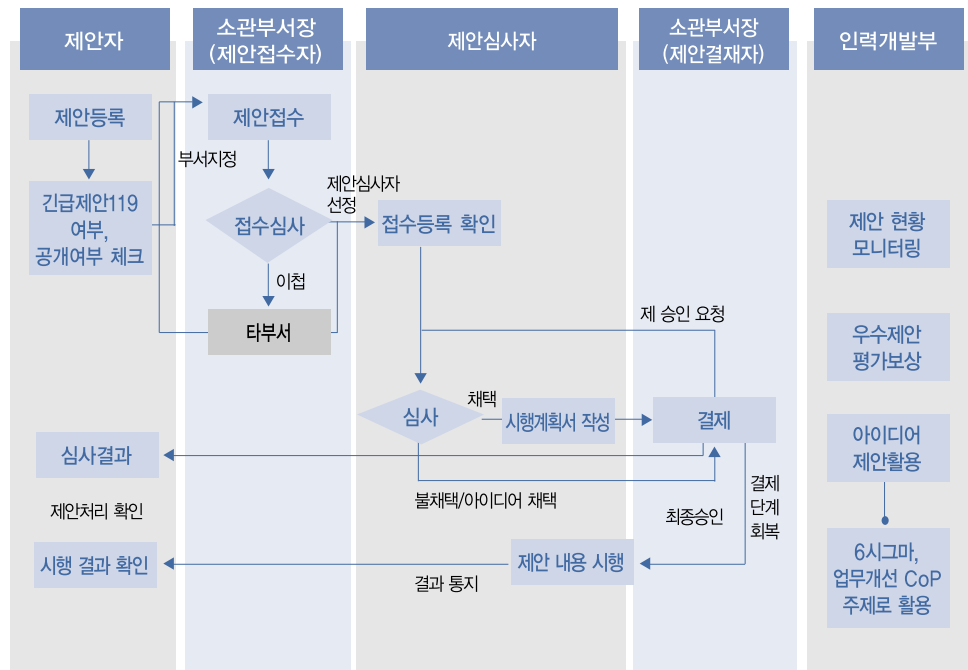 제안자
소관부서장
(제안접수자)
제안심사자
소관부서장
(제안결재자)
인력개발부
제안등록
긴급제안119
여부,
공개여부 체크
부서지정
제안접수
접수심사
이첩
타부서
제안심사자
선정
접수등록 확인
제 승인 요청
심사
채택
시행계획서 작성
결제
심사결과
불채택/아이디어 채택
최종승인
결제
단계
회복
제안처리 확인
시행 결과 확인
결과 통지
제안 내용 시행
제안 현황
모니터링
우수제안
평가보상
아이디어
제안활용
6시그마,
업무개선 CoP
주제로 활용